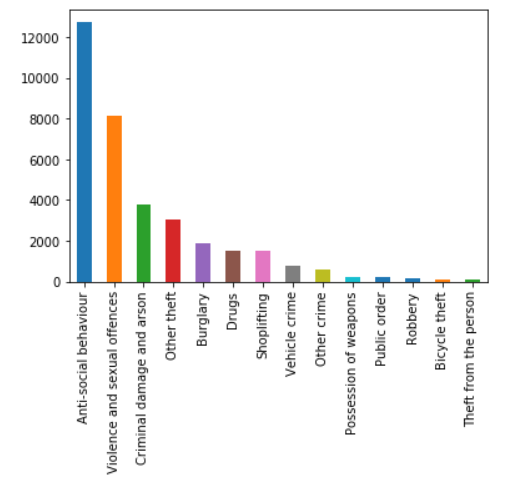 12000
10000
8000
6000
4000
2000
0
Anti-social behaviour
Violence and sexual offences
Criminal damage and arson
Other theft
Burglary
Drugs
Shoplifting
Vehicle crime
Other crime
Possession of weapons
Public order
Robbery
Bicycle theft
Theft from the person